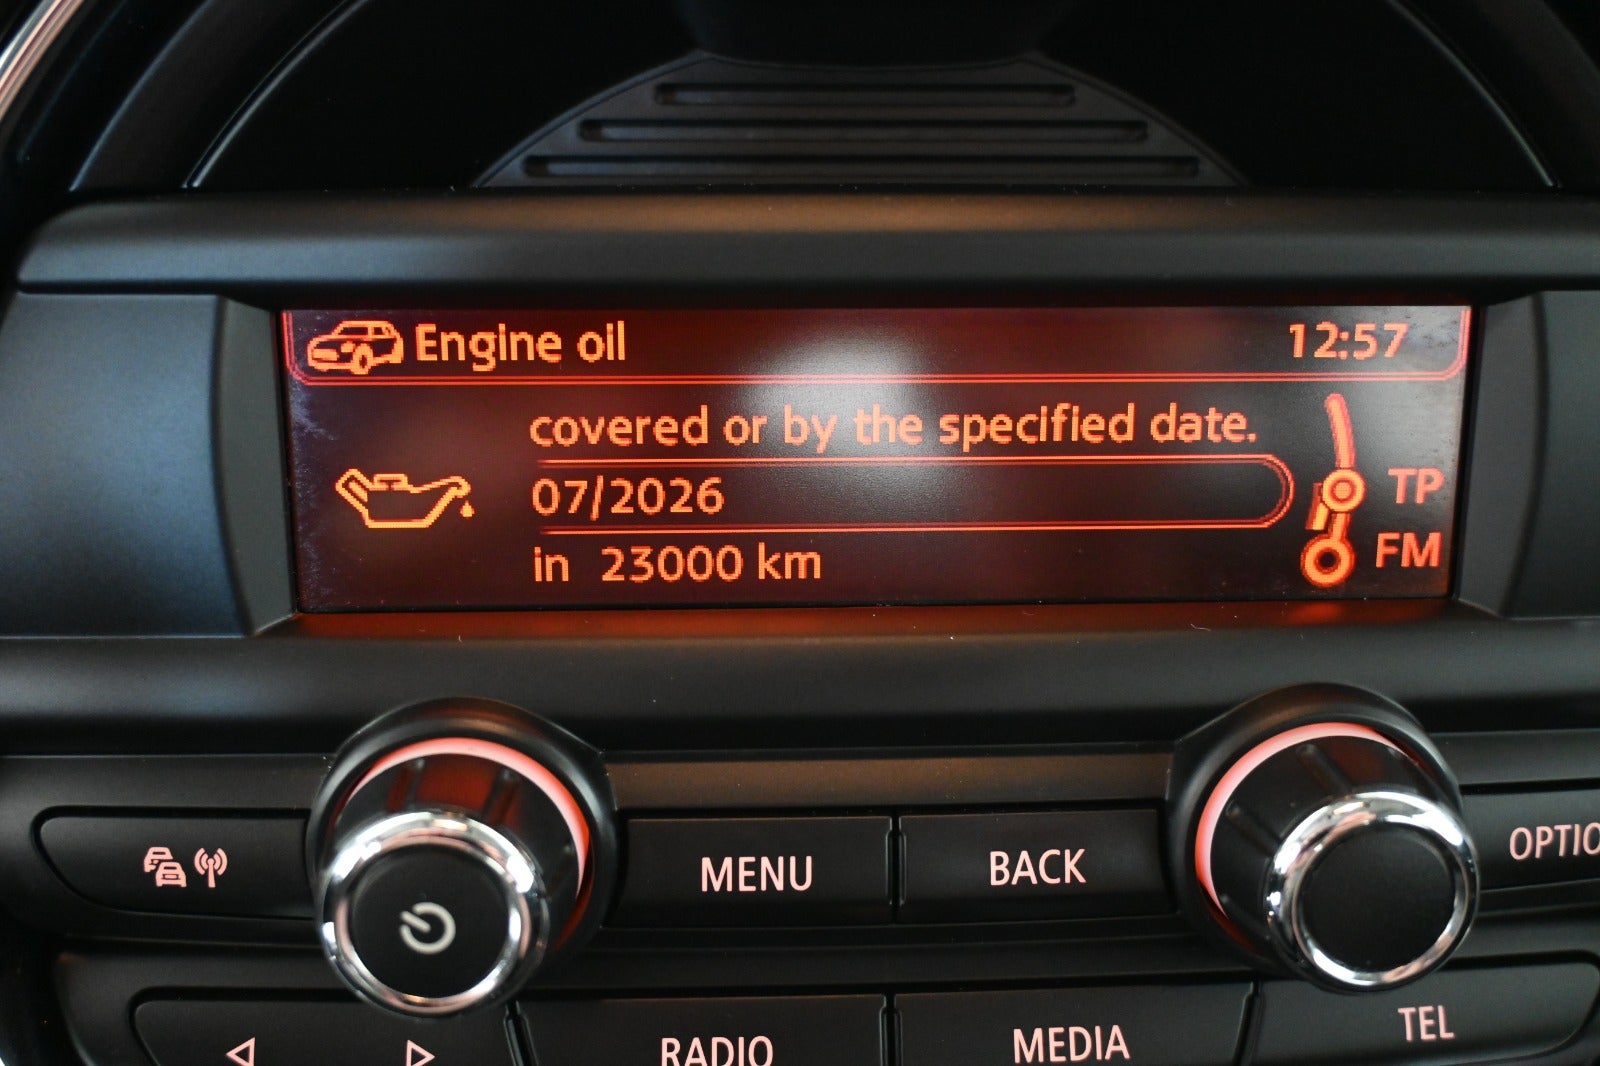 Engine oil 12:57
covered or by the specified date.
07/2026 TP
in 23000 km FM
MENU BACK OPTIO
RADIO MEDIA TEL